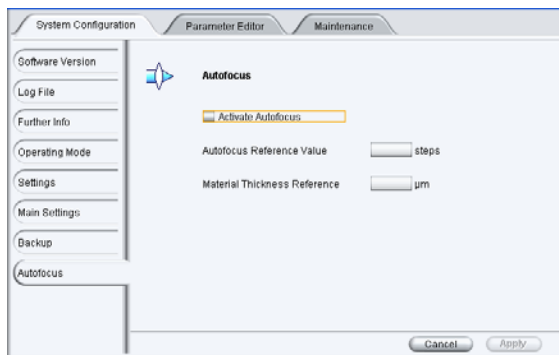 System Configuration
Parameter Editor
Maintenance
Software Version
Log File
Further Info
Operating Mode
Settings
Main Settings
Backup
Autofocus
Autofocus
Activate Autofocus
Autofocus Reference Value steps
Material Thickness Reference µm
Cancel
Apply